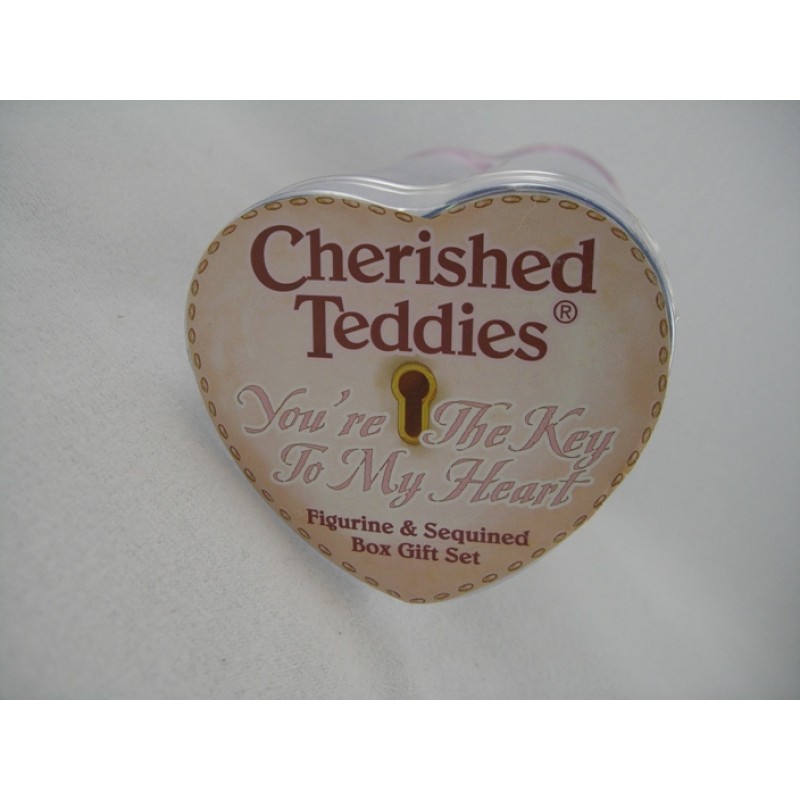 Cherished
Teddies®
You're The Key
To My Heart
Figurine & Sequined
Box Gift Set